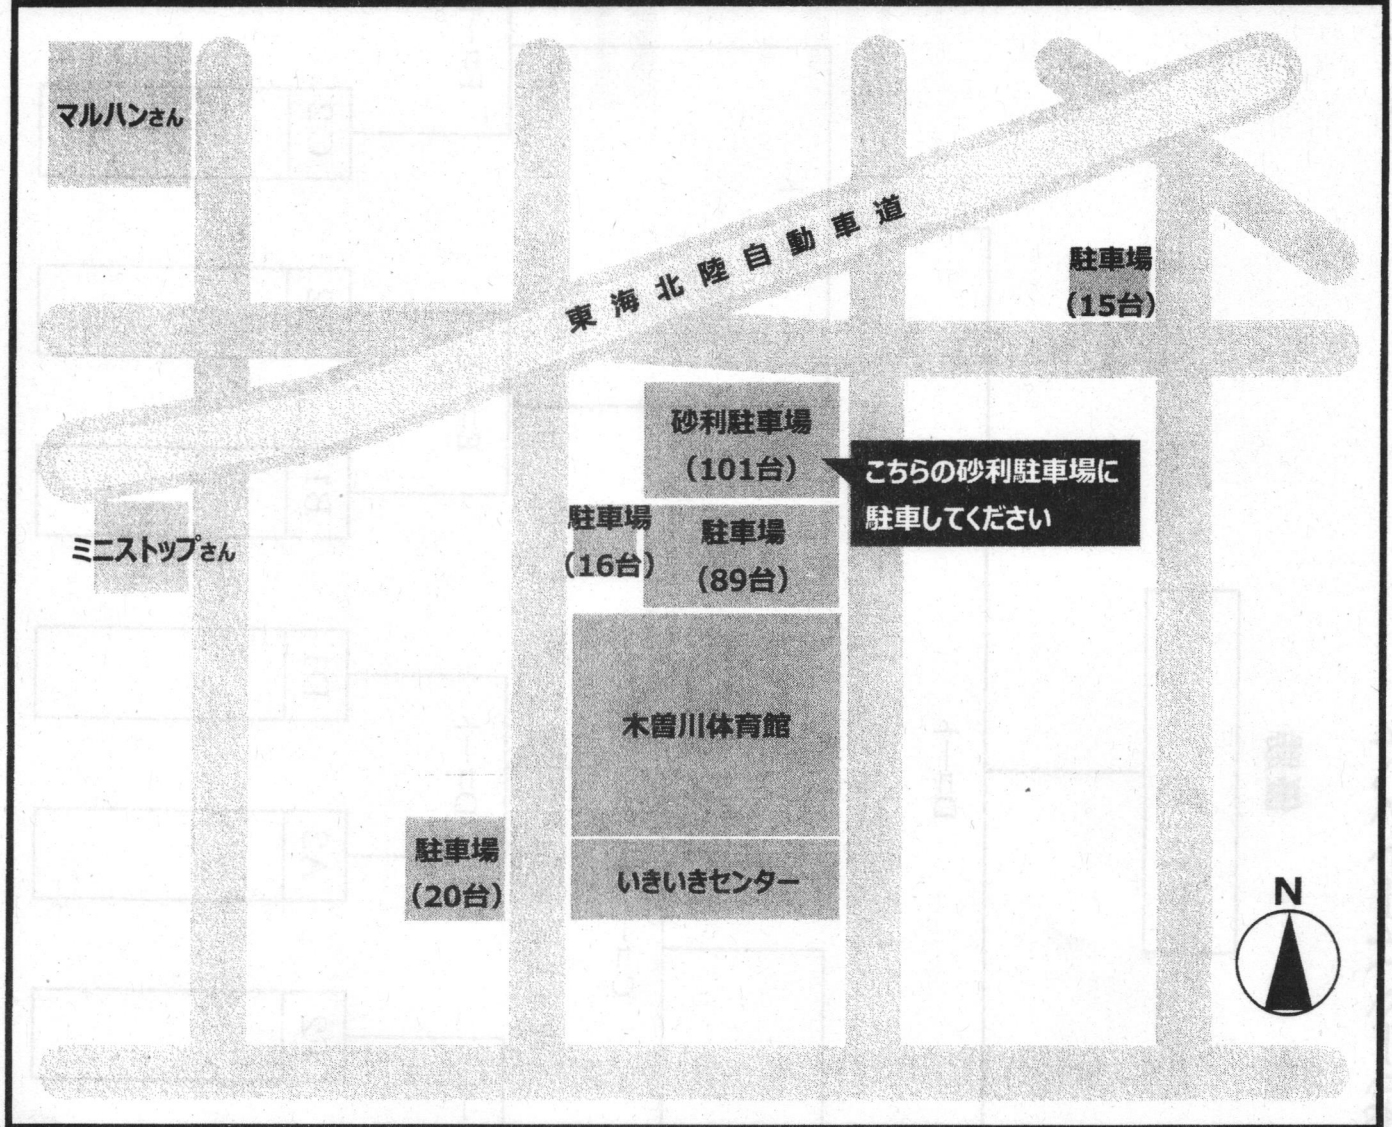 マルハンさん
東海北陸自動車道
駐車場
(15台)
砂利駐車場
(101台)
こちらの砂利駐車場に
駐車してください
駐車場
(16台)
駐車場
(89台)
ミニストップさん
木曽川体育館
駐車場
(20台)
いきいきセンター
N